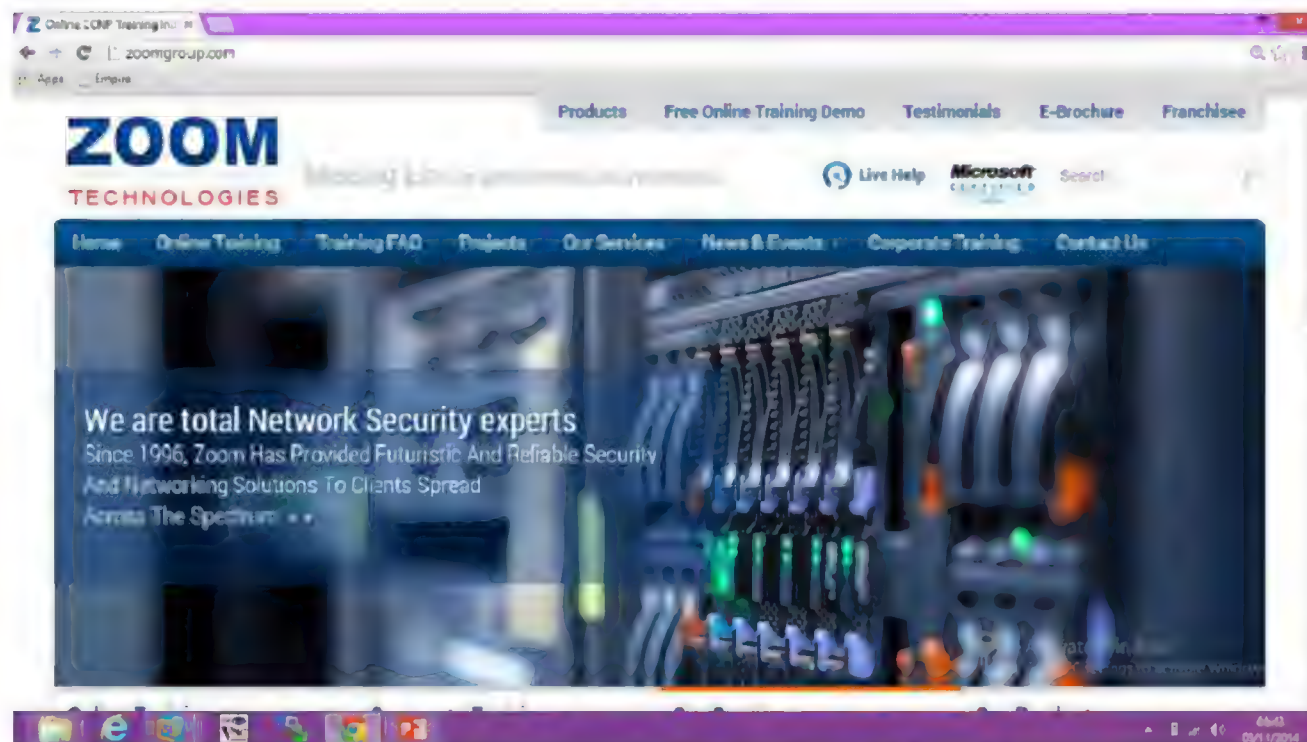 Online CCNP Training In
zoomgroup.com
Apps Empire
Products Free Online Training Demo Testimonials E-Brochure Franchisee
ZOOM
TECHNOLOGIES
Live Help Microsoft CERTIFIED Search
Home Online Training Training FAQ Projects Our Services News & Events Corporate Training Contact Us
We are total Network Security experts
Since 1996, Zoom Has Provided Futuristic And Reliable Security
And Networking Solutions To Clients Spread
Across The Spectrum